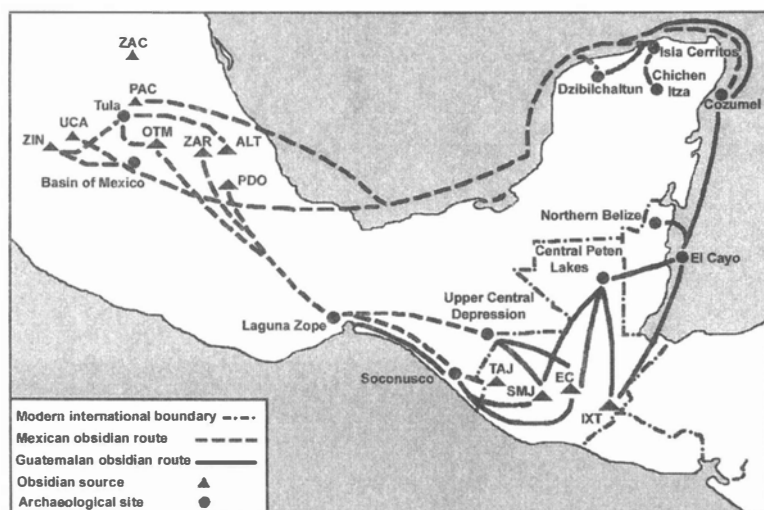 ZAC
PAC
Tula
UCA
OTM
ZAR
ALT
ZIN
Basin of Mexico
PDO
Isla Cerritos
Dzibilchaltun
Chichen
Itza
Cozumel
Northern Belize
Central Peten
Lakes
El Cayo
Upper Central
Depression
Laguna Zope
Soconusco
TAJ
SMJ
EC
IXT
Modern international boundary
Mexican obsidian route
Guatemalan obsidian route
Obsidian source
Archaeological site